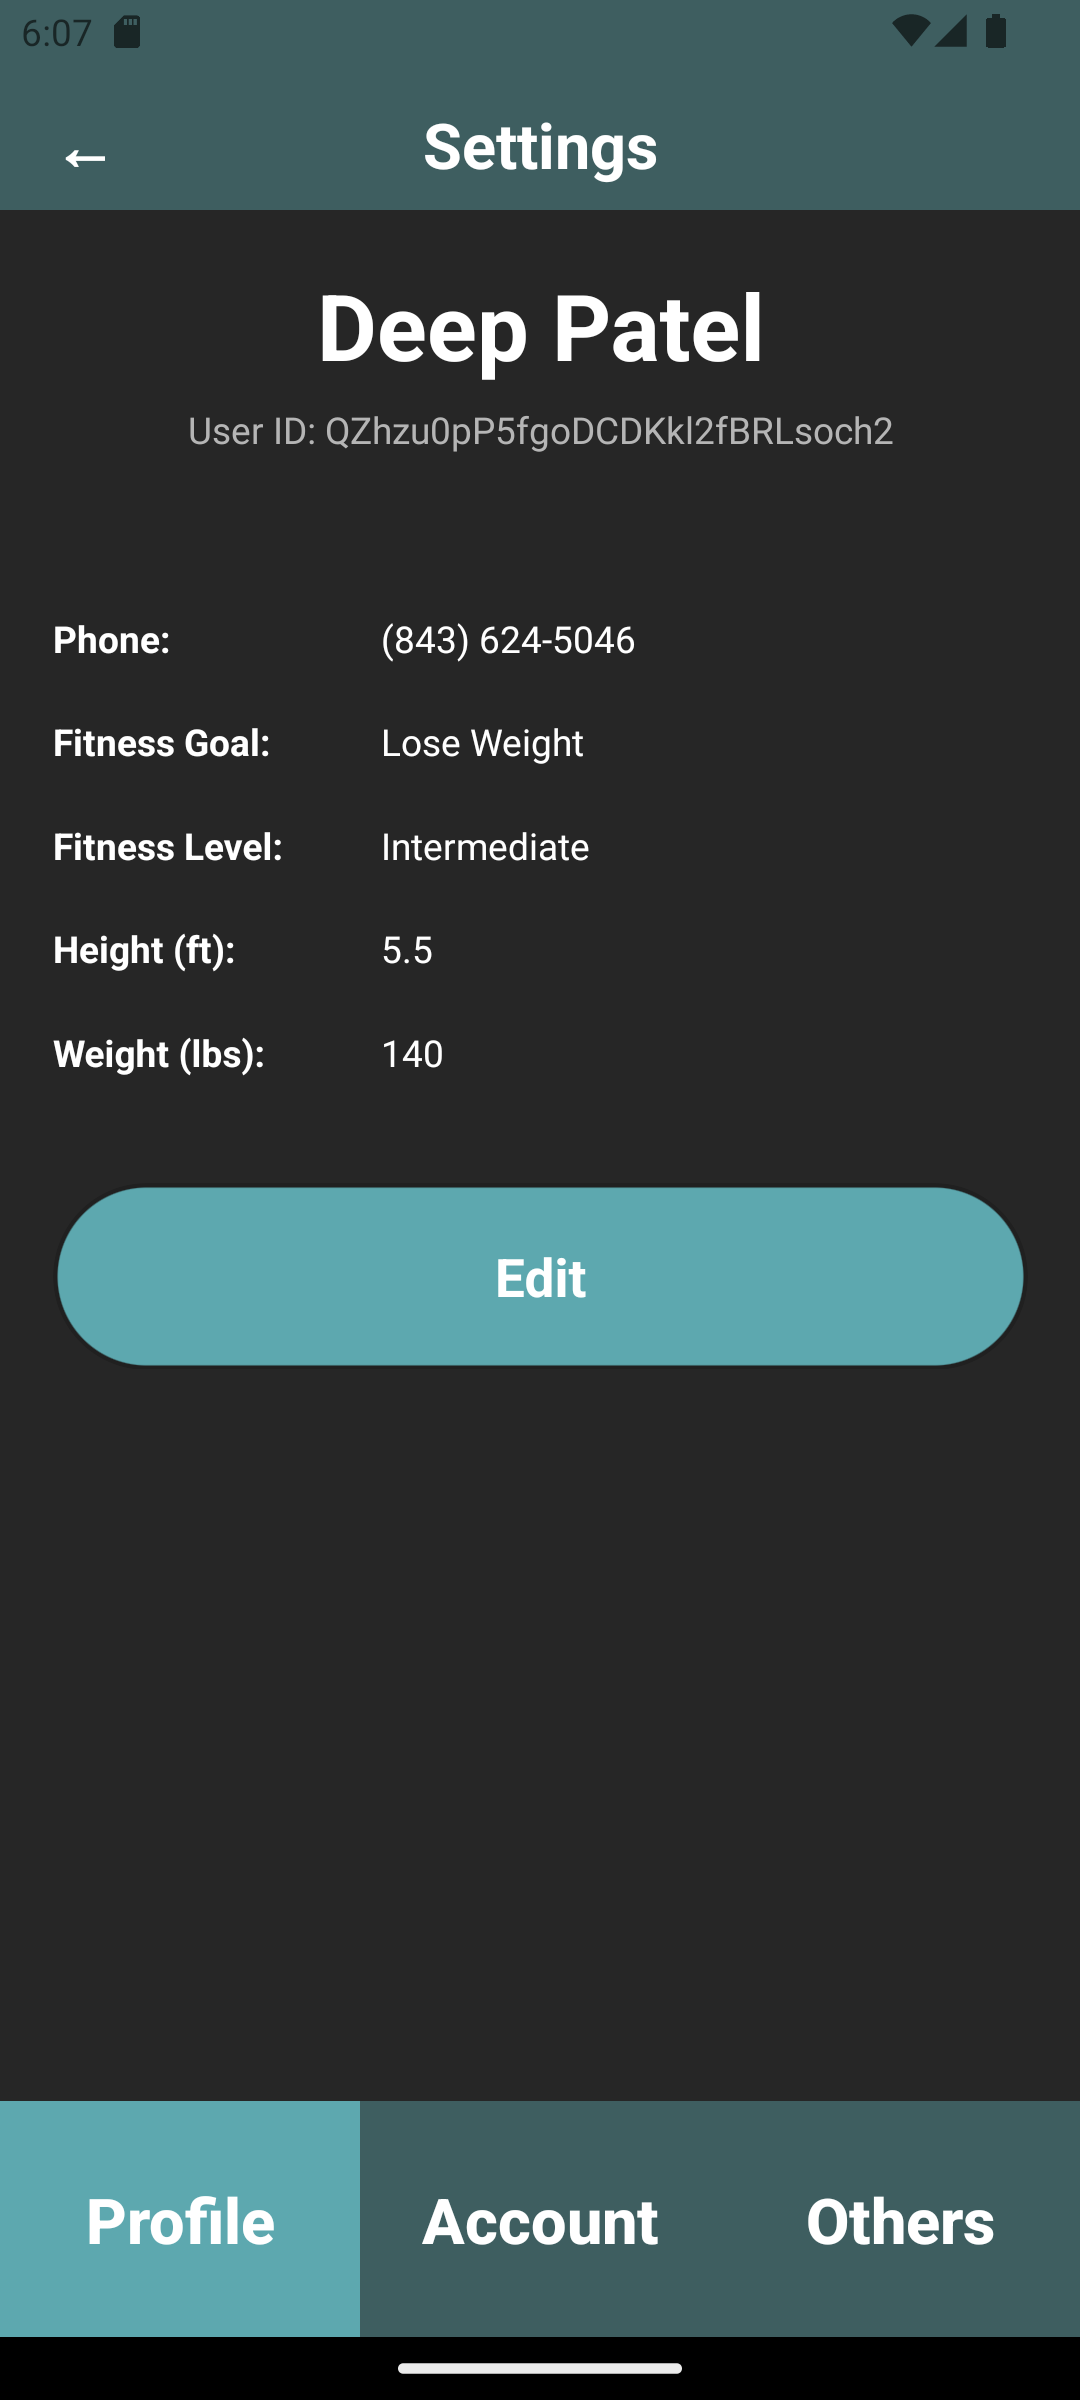 6:07
←
Settings
Deep Patel
User ID: QZhzu0pP5fgoDCDKkl2fBRLsoch2
Phone: (843) 624-5046
Fitness Goal: Lose Weight
Fitness Level: Intermediate
Height (ft): 5.5
Weight (lbs): 140
Edit
Profile Account Others